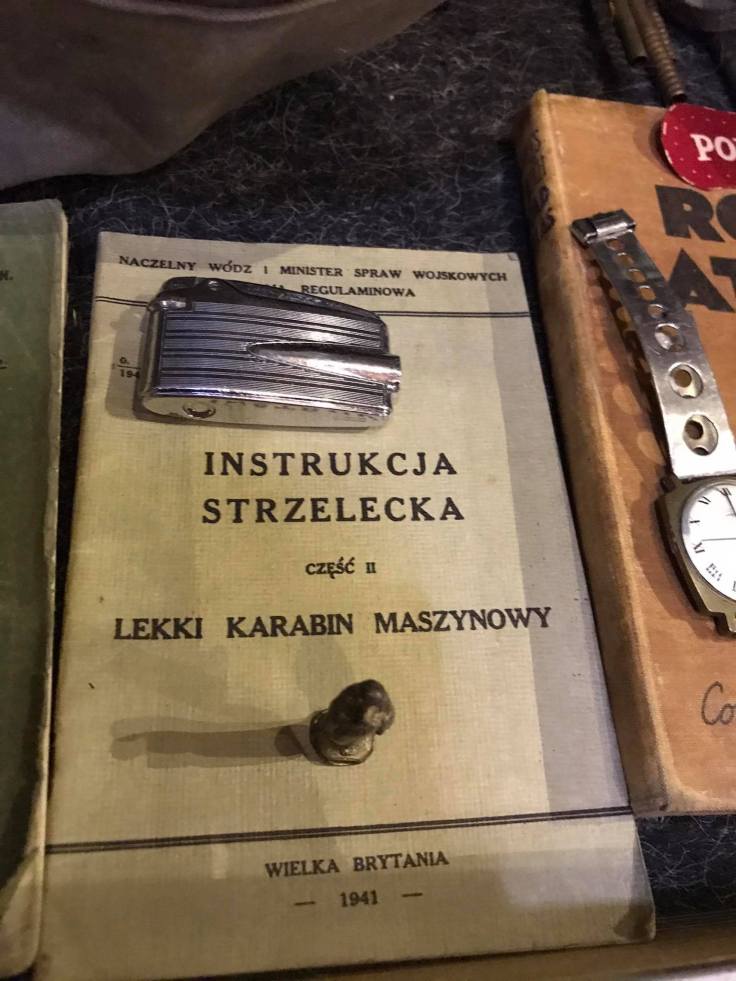 NACZELNY WÓDZ I MINISTER SPRAW WOJSKOWYCH
REGULAMINOWA
INSTRUKCJA
STRZELECKA
CZĘŚĆ II
LEKKI KARABIN MASZYNOWY
WIELKA BRYTANIA
— 1941 —